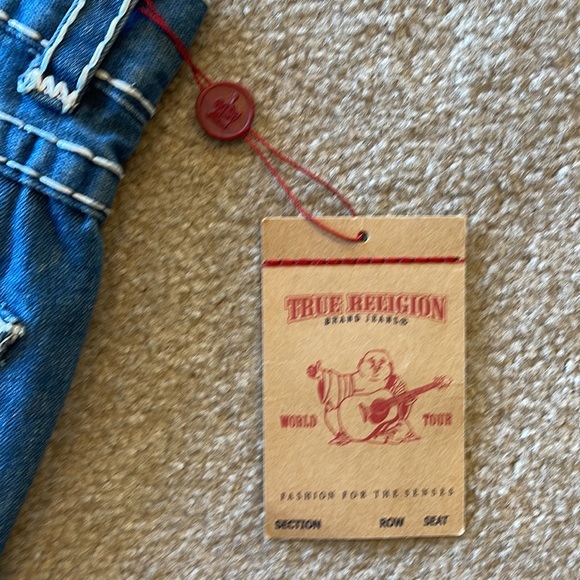 TRUE RELIGION
BRAND JEANS®
WORLD TOUR
FASHION FOR THE SENSES
SECTION ROW SEAT